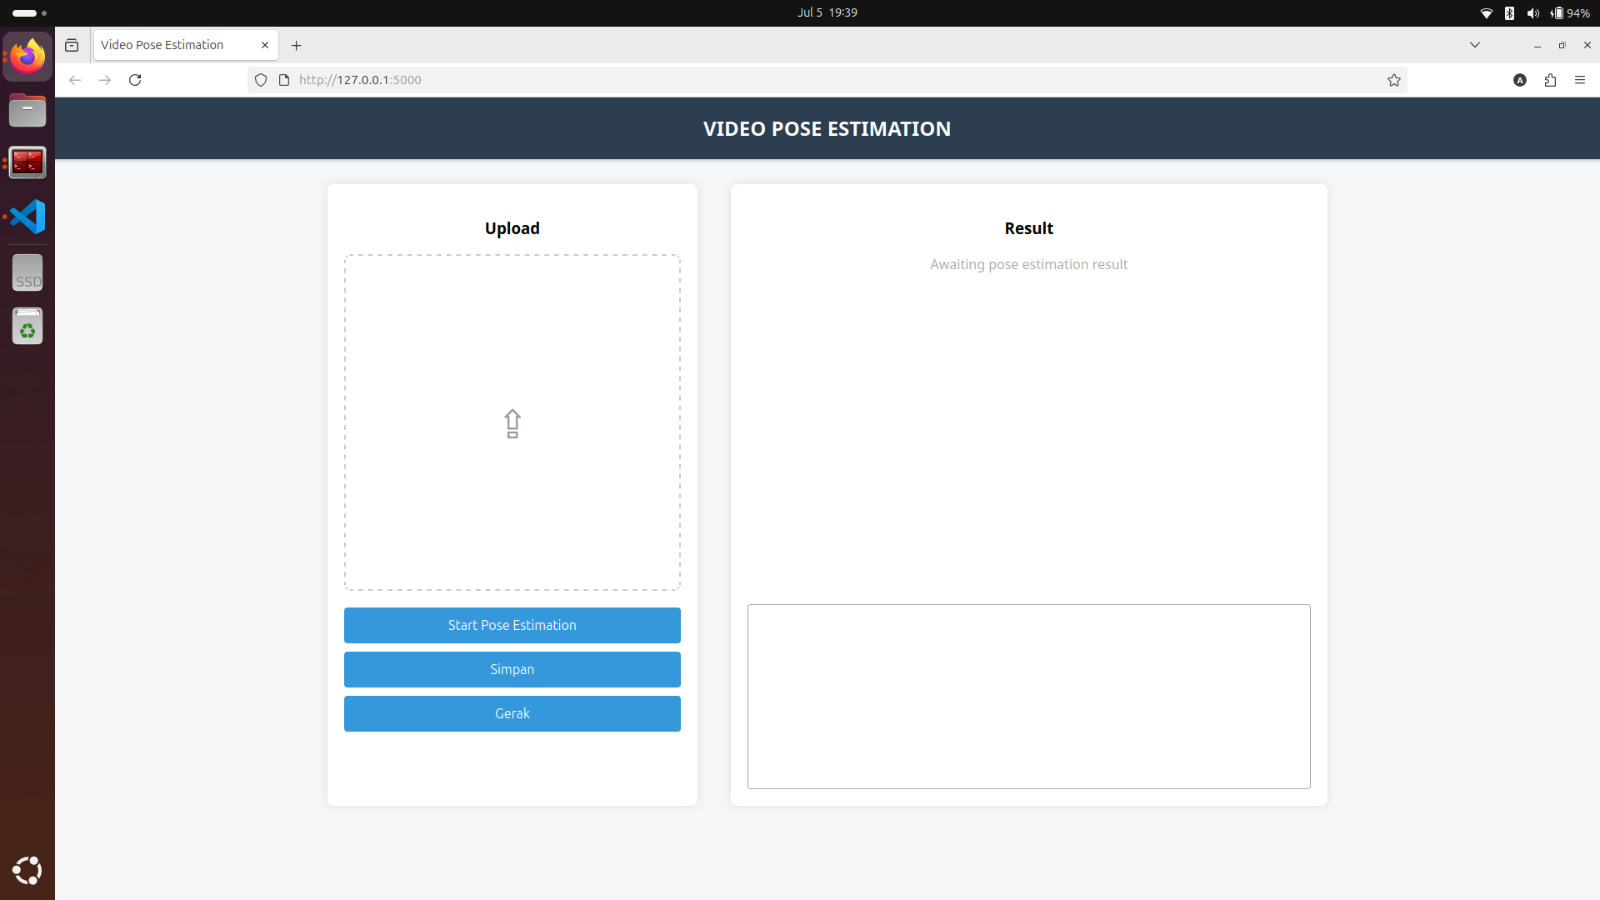 Jul 5 19:39
94%
Video Pose Estimation
http://127.0.0.1:5000
A
VIDEO POSE ESTIMATION
Upload
Start Pose Estimation
Simpan
Gerak
Result
Awaiting pose estimation result
SSD